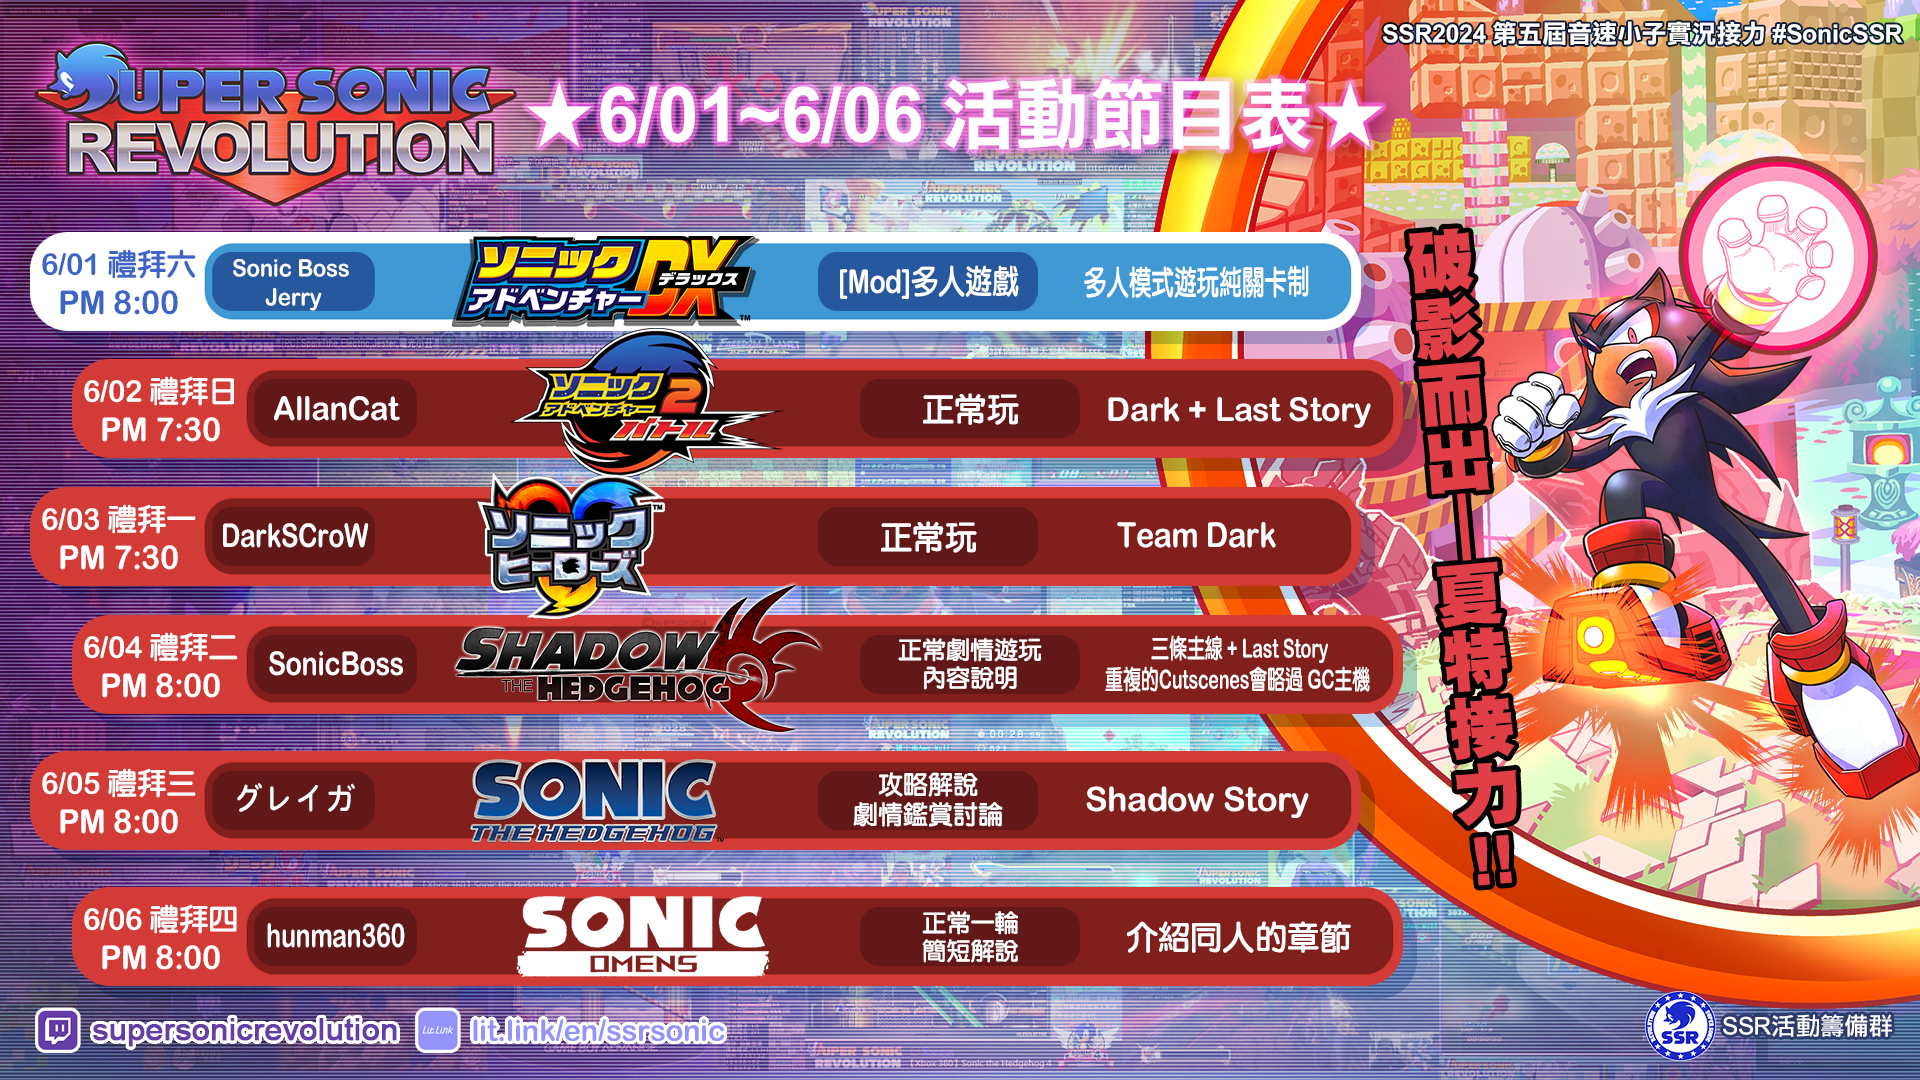 SSR2024 第五屆音速小子實況接力 #SonicSSR
SUPER SONIC
REVOLUTION
★6/01~6/06 活動節目表★
6/01 禮拜六
PM 8:00
Sonic Boss
Jerry
ソニック
アドベンチャー
DX
デラックス
[Mod]多人遊戲
多人模式遊玩純關卡制
6/02 禮拜日
PM 7:30
AllanCat
ソニック
アドベンチャー
2
バトル
正常玩
Dark + Last Story
6/03 禮拜一
PM 7:30
DarkSCroW
ソニック
ヒーローズ
正常玩
Team Dark
6/04 禮拜二
PM 8:00
SonicBoss
SHADOW
THE HEDGEHOG
正常劇情遊玩
內容說明
三條主線 + Last Story
重複的Cutscenes會略過 GC主機
6/05 禮拜三
PM 8:00
グレイガ
SONIC
THE HEDGEHOG
攻略解說
劇情鑑賞討論
Shadow Story
6/06 禮拜四
PM 8:00
hunman360
SONIC
OMENS
正常一輪
簡短解說
介紹同人的章節
破影而出—夏特接力!!
supersonicrevolution
Lit.Link
lit.link/en/ssrsonic
SSR
SSR活動籌備群